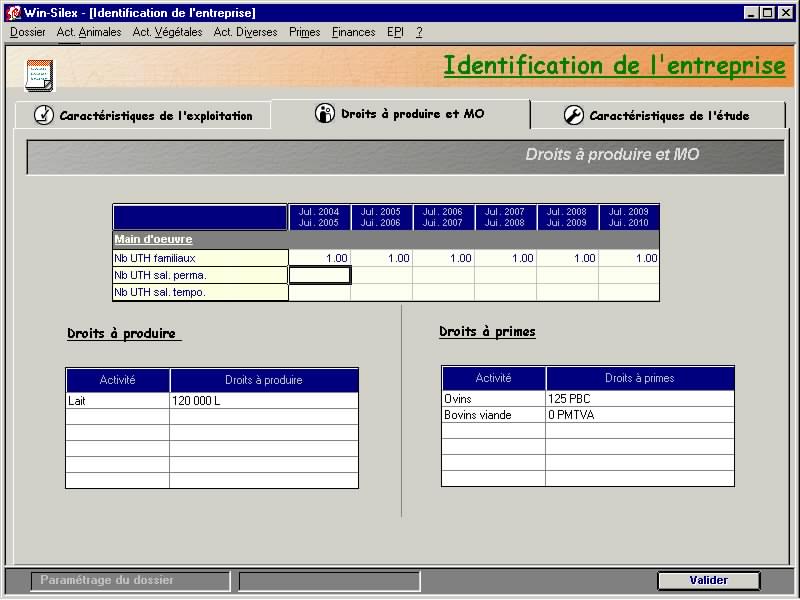 Win-Silex - [Identification de l'entreprise]
Dossier Act. Animales Act. Végétales Act. Diverses Primes Finances EPI ?
Identification de l'entreprise
Caractéristiques de l'exploitation Droits à produire et MO Caractéristiques de l'étude
Droits à produire et MO
Jul. 2004 Jul. 2005 Jul. 2006 Jul. 2007 Jul. 2008 Jul. 2009
Jui. 2005 Jui. 2006 Jui. 2007 Jui. 2008 Jui. 2009 Jui. 2010
Main d'oeuvre
Nb UTH familiaux 1.00 1.00 1.00 1.00 1.00 1.00
Nb UTH sal. perma.
Nb UTH sal. tempo.
Droits à produire
Activité Droits à produire
Lait 120 000 L
Droits à primes
Activité Droits à primes
Ovins 125 PBC
Bovins viande 0 PMTVA
Paramétrage du dossier
Valider